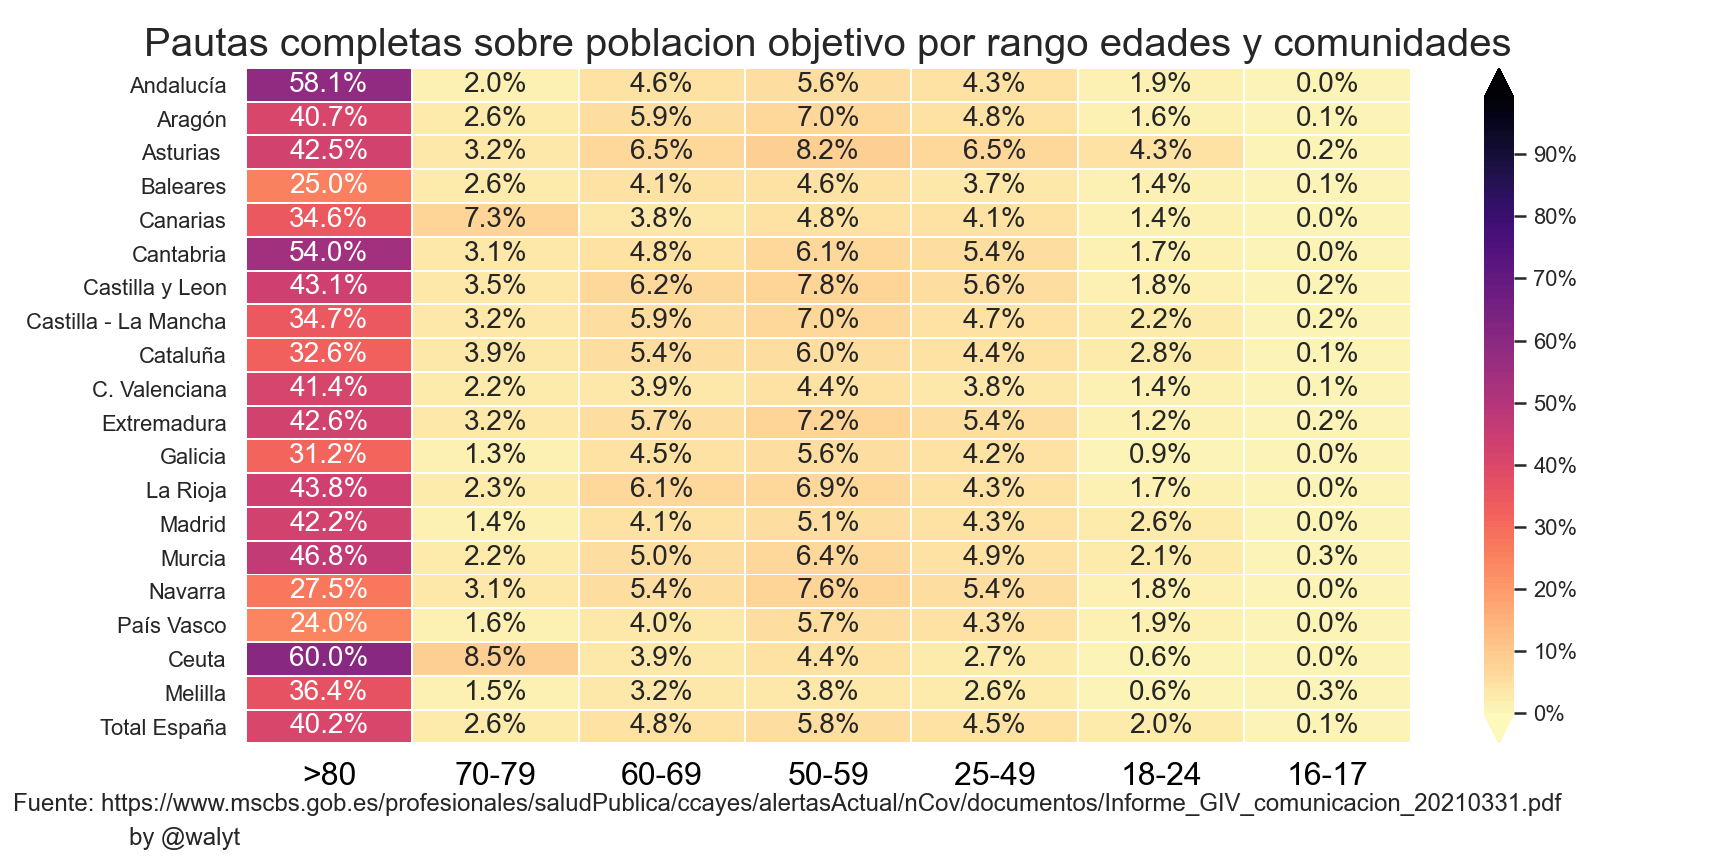 Pautas completas sobre poblacion objetivo por rango edades y comunidades
Andalucía 58.1% 2.0% 4.6% 5.6% 4.3% 1.9% 0.0%
Aragón 40.7% 2.6% 5.9% 7.0% 4.8% 1.6% 0.1%
Asturias 42.5% 3.2% 6.5% 8.2% 6.5% 4.3% 0.2%
Baleares 25.0% 2.6% 4.1% 4.6% 3.7% 1.4% 0.1%
Canarias 34.6% 7.3% 3.8% 4.8% 4.1% 1.4% 0.0%
Cantabria 54.0% 3.1% 4.8% 6.1% 5.4% 1.7% 0.0%
Castilla y Leon 43.1% 3.5% 6.2% 7.8% 5.6% 1.8% 0.2%
Castilla - La Mancha 34.7% 3.2% 5.9% 7.0% 4.7% 2.2% 0.2%
Cataluña 32.6% 3.9% 5.4% 6.0% 4.4% 2.8% 0.1%
C. Valenciana 41.4% 2.2% 3.9% 4.4% 3.8% 1.4% 0.1%
Extremadura 42.6% 3.2% 5.7% 7.2% 5.4% 1.2% 0.2%
Galicia 31.2% 1.3% 4.5% 5.6% 4.2% 0.9% 0.0%
La Rioja 43.8% 2.3% 6.1% 6.9% 4.3% 1.7% 0.0%
Madrid 42.2% 1.4% 4.1% 5.1% 4.3% 2.6% 0.0%
Murcia 46.8% 2.2% 5.0% 6.4% 4.9% 2.1% 0.3%
Navarra 27.5% 3.1% 5.4% 7.6% 5.4% 1.8% 0.0%
País Vasco 24.0% 1.6% 4.0% 5.7% 4.3% 1.9% 0.0%
Ceuta 60.0% 8.5% 3.9% 4.4% 2.7% 0.6% 0.0%
Melilla 36.4% 1.5% 3.2% 3.8% 2.6% 0.6% 0.3%
Total España 40.2% 2.6% 4.8% 5.8% 4.5% 2.0% 0.1%
>80 70-79 60-69 50-59 25-49 18-24 16-17
90%
80%
70%
60%
50%
40%
30%
20%
10%
0%
Fuente: https://www.mscbs.gob.es/profesionales/saludPublica/ccayes/alertasActual/nCov/documentos/Informe_GIV_comunicacion_20210331.pdf
by @walyt